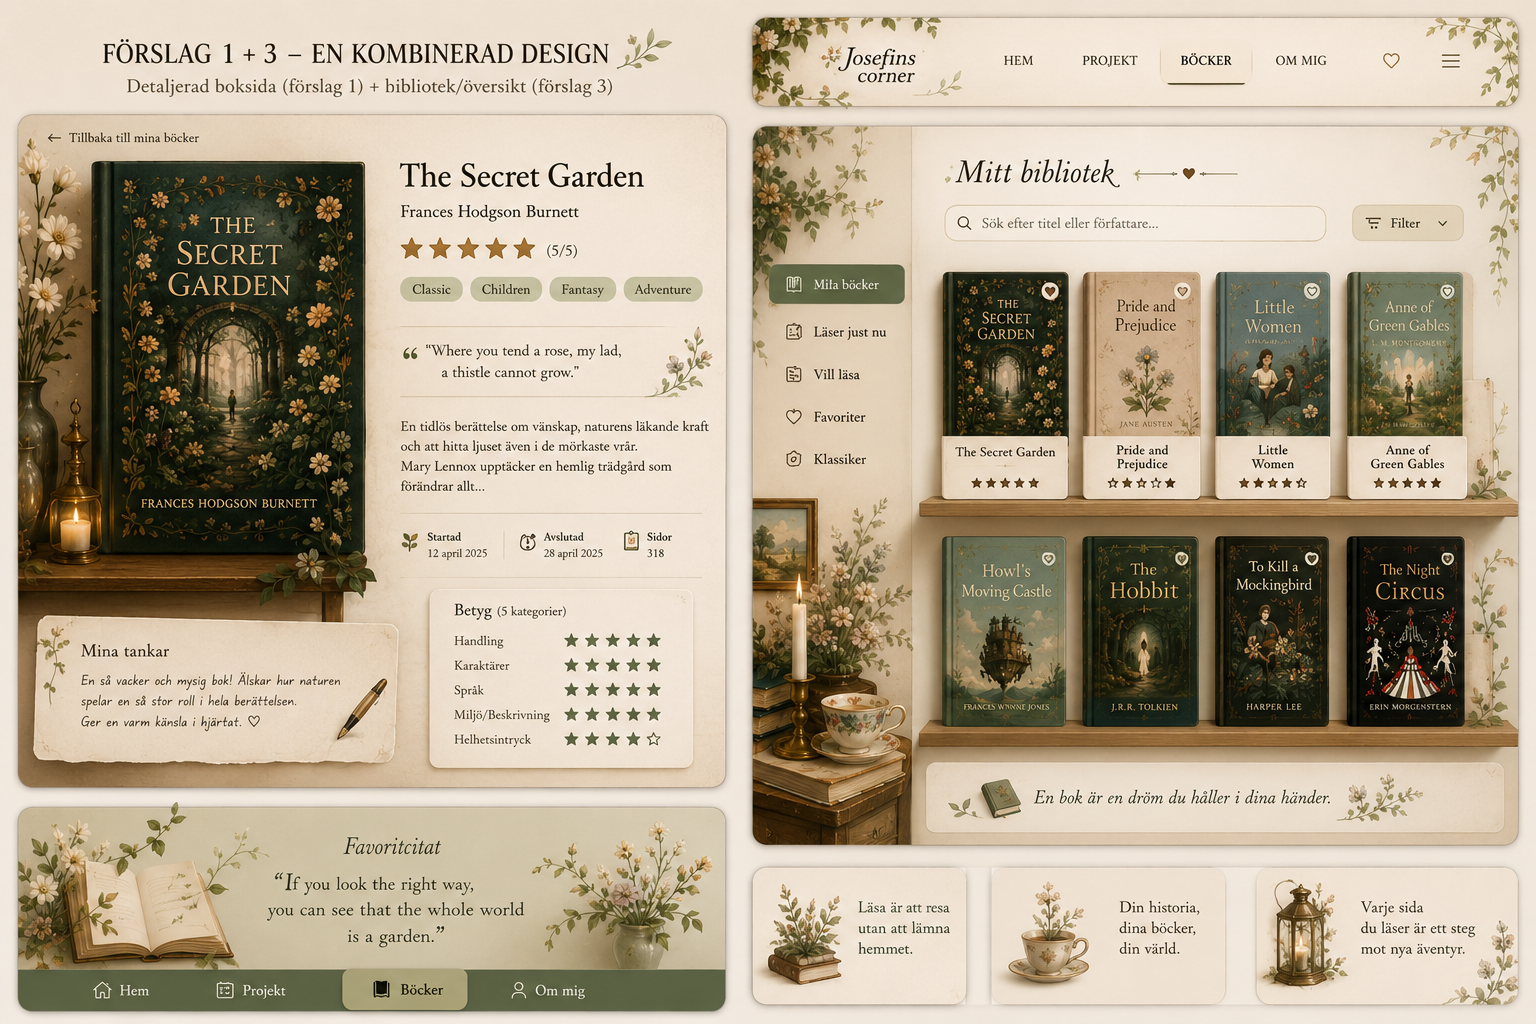 FÖRSLAG 1 + 3 – EN KOMBINERAD DESIGN
Detaljerad boksida (förslag 1) + bibliotek/översikt (förslag 3)
← Tillbaka till mina böcker
THE
SECRET
GARDEN
FRANCES HODGSON BURNETT
The Secret Garden
Frances Hodgson Burnett
(5/5)
Classic
Children
Fantasy
Adventure
“Where you tend a rose, my lad,
a thistle cannot grow.”
En tidlös berättelse om vänskap, naturens läkande kraft
och att hitta ljuset även i de mörkaste vrår.
Mary Lennox upptäcker en hemlig trädgård som
förändrar allt...
Startad
12 april 2025
Avslutad
28 april 2025
Sidor
318
Mina tankar
En så vacker och mysig bok! Älskar hur naturen
spelar en så stor roll i hela berättelsen.
Ger en varm känsla i hjärtat. ♡
Betyg (5 kategorier)
Handling
Karaktärer
Språk
Miljö/Beskrivning
Helhetsintryck
Favoritcitat
“If you look the right way,
you can see that the whole world
is a garden.”
Hem
Projekt
Böcker
Om mig
Josefins
corner
HEM
PROJEKT
BÖCKER
OM MIG
Mitt bibliotek
Sök efter titel eller författare...
Filter
böcker
Läser just nu
Vill läsa
Favoriter
Klassiker
THE
SECRET
GARDEN
The Secret Garden
Pride and
Prejudice
JANE AUSTEN
Pride and
Prejudice
Little
Women
Little
Women
Anne of
Green Gables
L. M. MONTGOMERY
Anne of
Green Gables
Howl's
Moving Castle
FRANCES WYNNE JONES
The
Hobbit
J.R.R. TOLKIEN
To Kill a
Mockingbird
HARPER LEE
The Night
CIRCUS
ERIN MORGENSTERN
En bok är en dröm du håller i dina händer.
Läsa är att resa
utan att lämna
hemmet.
Din historia,
dina böcker,
din värld.
Varje sida
du läser är ett steg
mot nya äventyr.